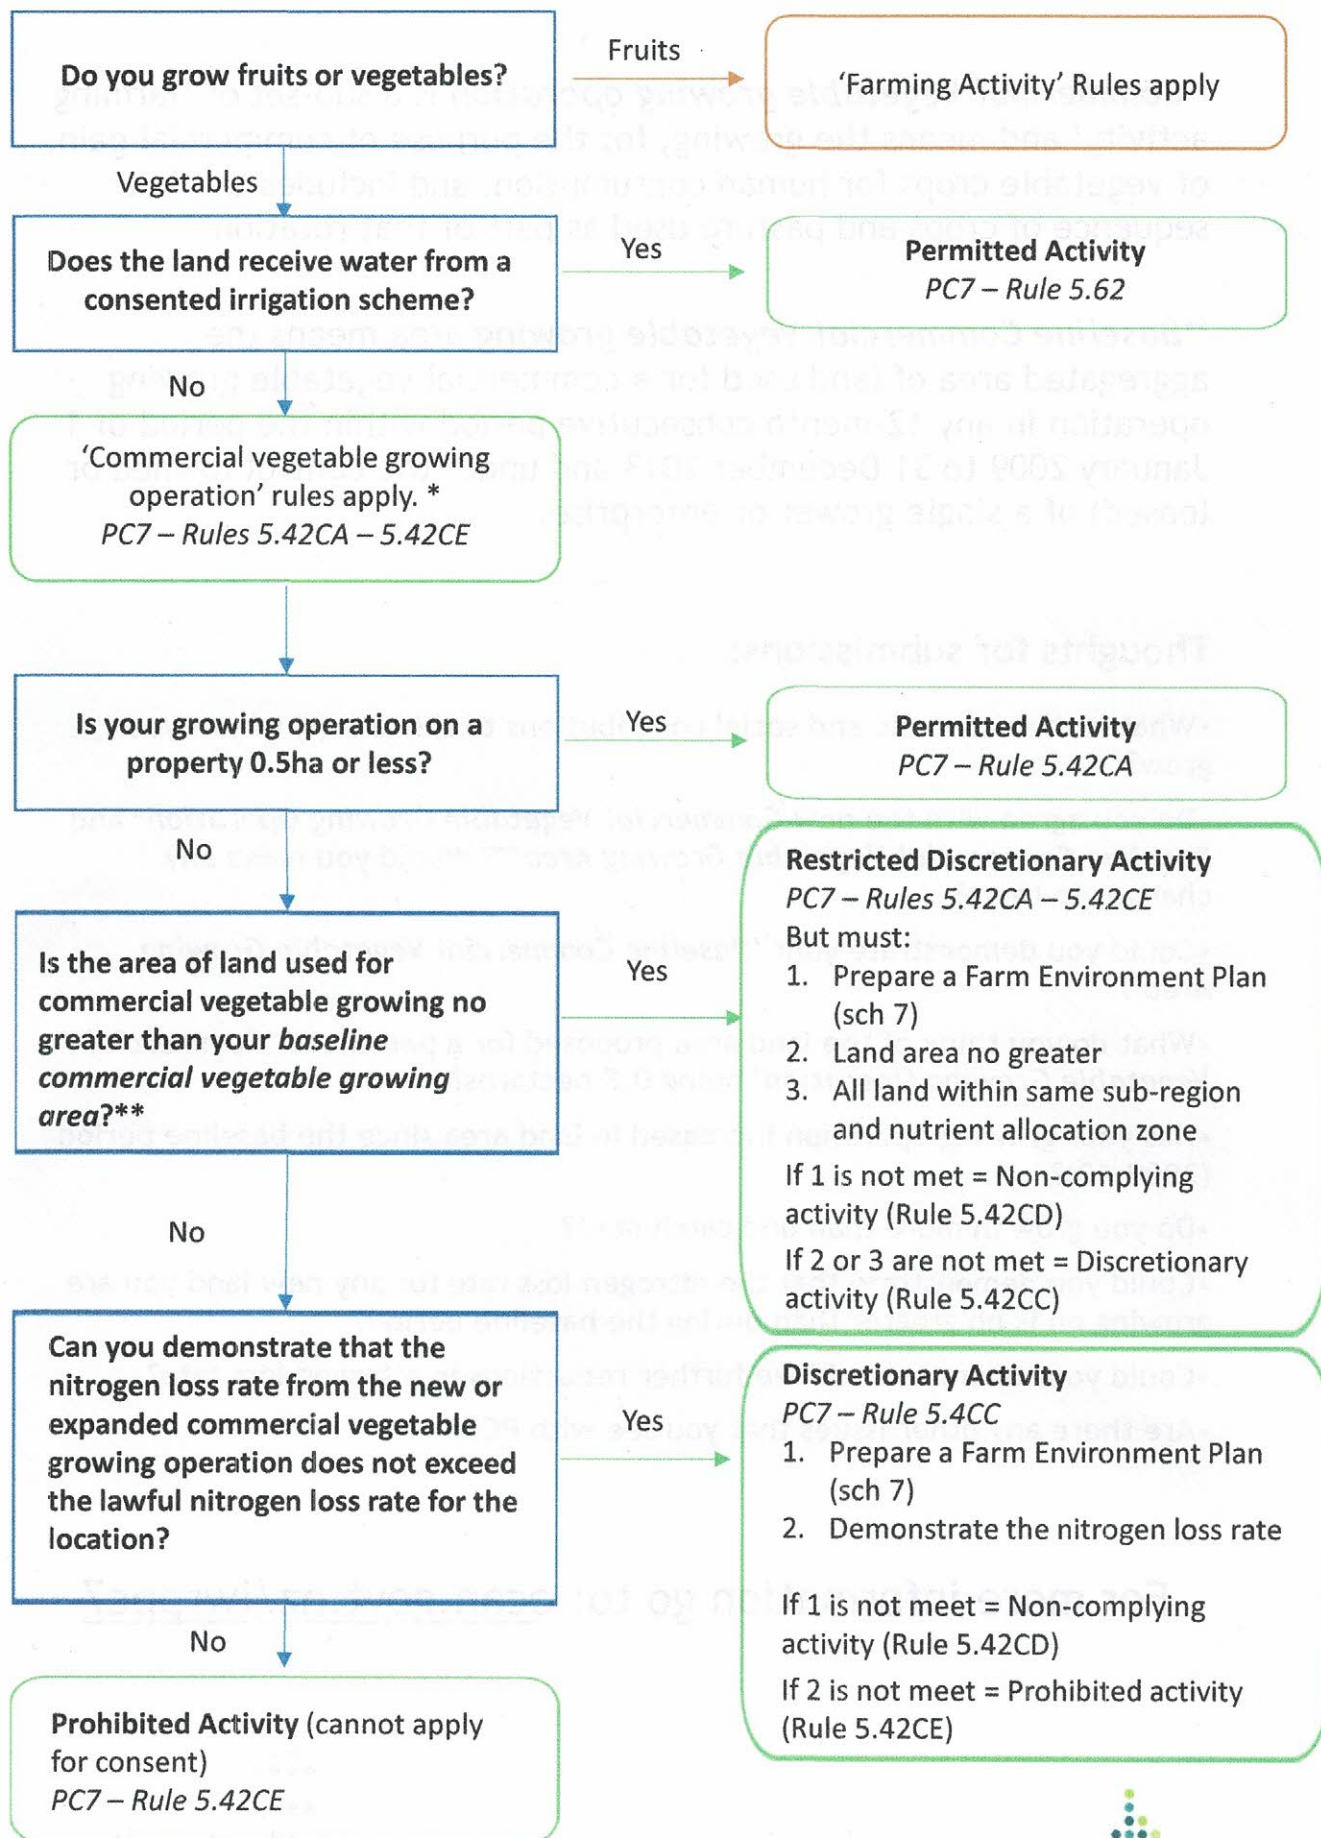 Do you grow fruits or vegetables?
Fruits
'Farming Activity' Rules apply
Vegetables
Does the land receive water from a
consented irrigation scheme?
Yes
Permitted Activity
PC7 – Rule 5.62
No
'Commercial vegetable growing
operation' rules apply. *
PC7 – Rules 5.42CA – 5.42CE
Is your growing operation on a
property 0.5ha or less?
Yes
Permitted Activity
PC7 – Rule 5.42CA
No
Is the area of land used for
commercial vegetable growing no
greater than your baseline
commercial vegetable growing
area?**
Yes
Restricted Discretionary Activity
PC7 – Rules 5.42CA – 5.42CE
But must:
1. Prepare a Farm Environment Plan
(sch 7)
2. Land area no greater
3. All land within same sub-region
and nutrient allocation zone
If 1 is not met = Non-complying
activity (Rule 5.42CD)
If 2 or 3 are not met = Discretionary
activity (Rule 5.42CC)
No
Can you demonstrate that the
nitrogen loss rate from the new or
expanded commercial vegetable
growing operation does not exceed
the lawful nitrogen loss rate for the
location?
Yes
Discretionary Activity
PC7 – Rule 5.4CC
1. Prepare a Farm Environment Plan
(sch 7)
2. Demonstrate the nitrogen loss rate
If 1 is not meet = Non-complying
activity (Rule 5.42CD)
If 2 is not meet = Prohibited activity
(Rule 5.42CE)
No
Prohibited Activity (cannot apply
for consent)
PC7 – Rule 5.42CE